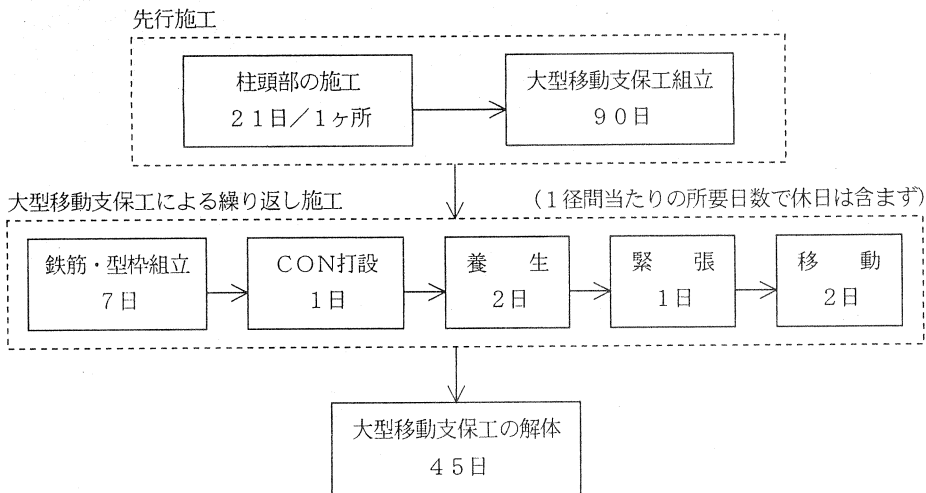 先行施工
柱頭部の施工
21日/1ヶ所
大型移動支保工組立
90日
大型移動支保工による繰り返し施工
(1径間当たりの所要日数で休日は含まず)
鉄筋・型枠組立
7日
CON打設
1日
養 生
2日
緊 張
1日
移 動
2日
大型移動支保工の解体
45日